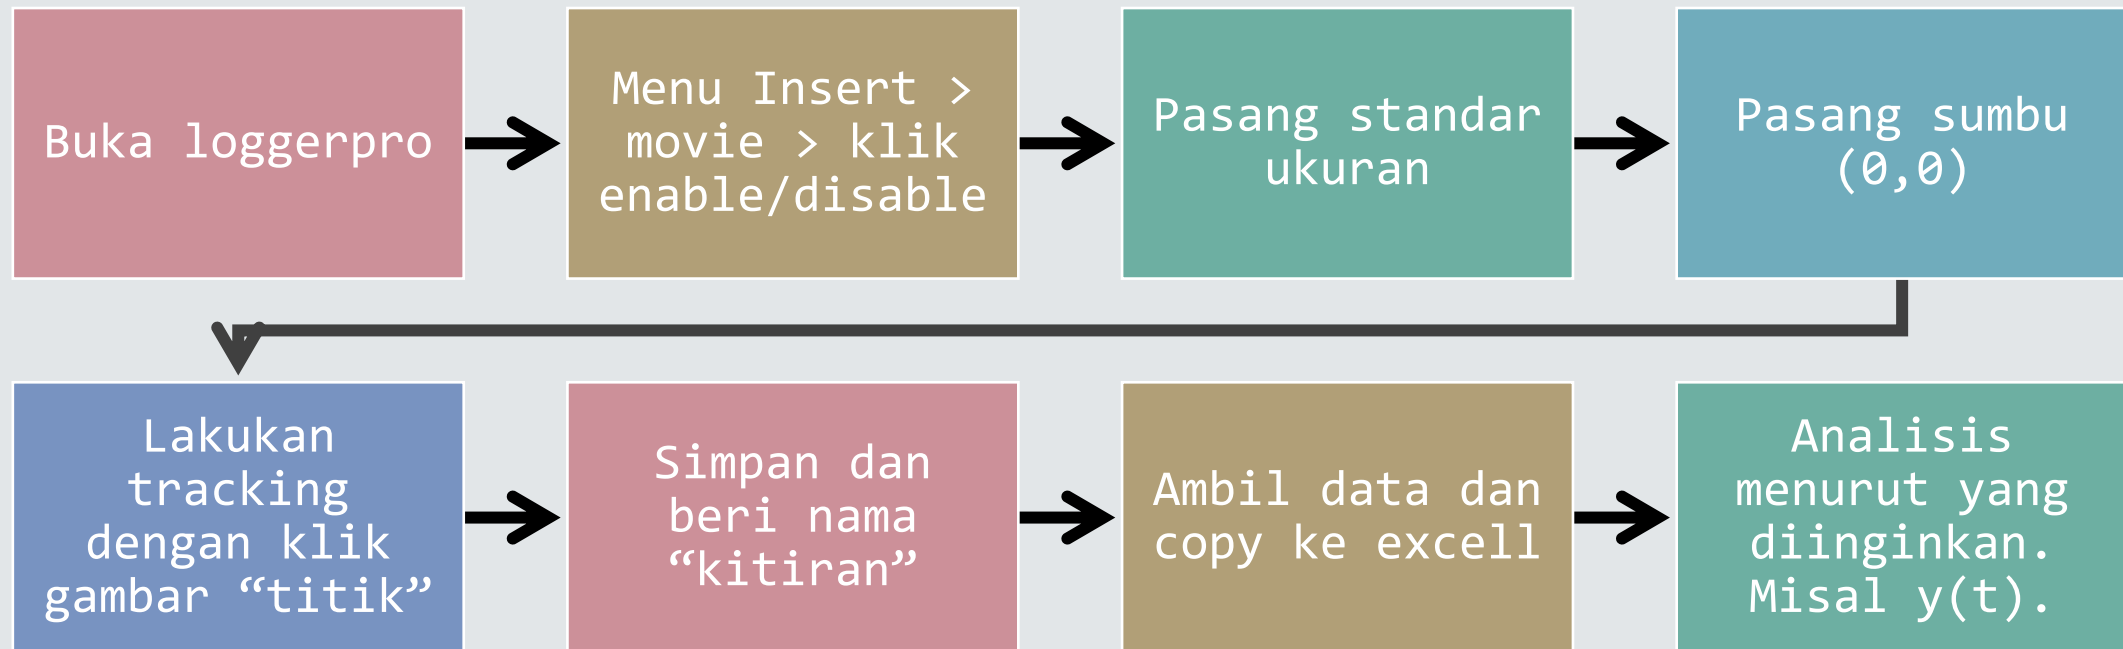 Buka loggerpro
Menu Insert >
movie > klik
enable/disable
Pasang standar
ukuran
Pasang sumbu
(0,0)
Lakukan
tracking
dengan klik
gambar “titik”
Simpan dan
beri nama
“kitiran”
Ambil data dan
copy ke excell
Analisis
menurut yang
diinginkan.
Misal y(t).